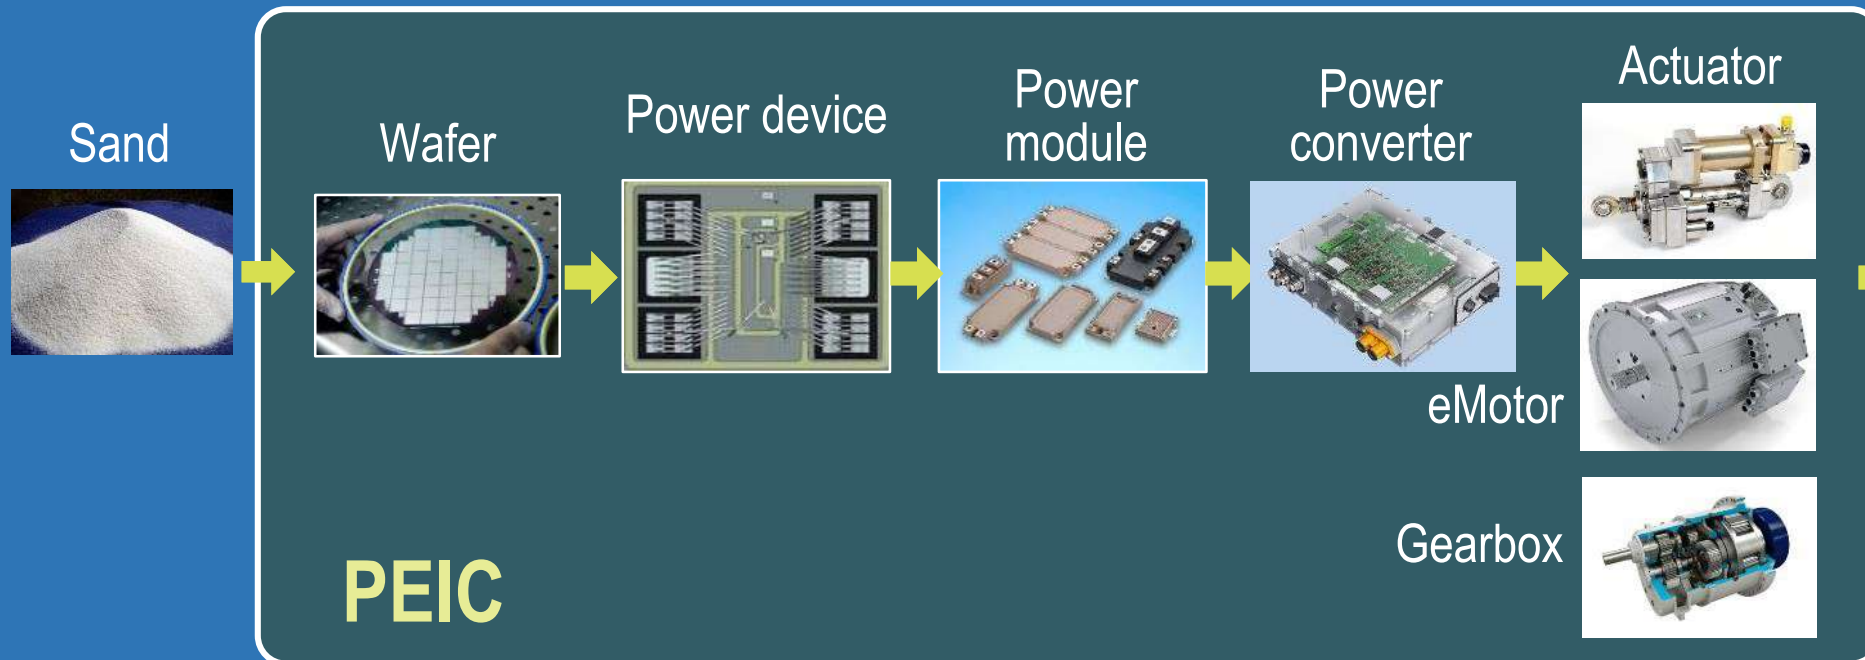 Sand
Wafer
Power device
Power
module
Power
converter
Actuator
eMotor
Gearbox
PEIC